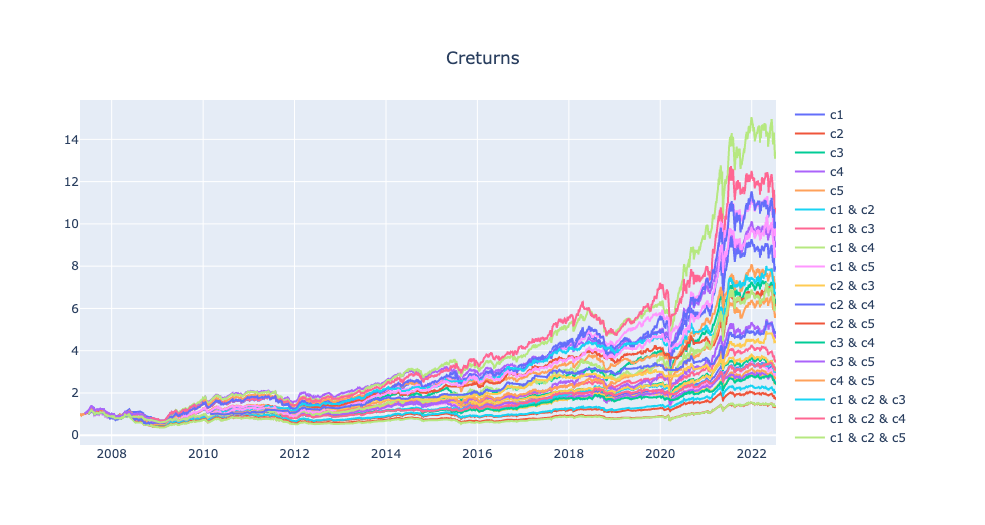 Creturns
14
12
10
8
6
4
2
0
2008 2010 2012 2014 2016 2018 2020 2022
c1
c2
c3
c4
c5
c1 & c2
c1 & c3
c1 & c4
c1 & c5
c2 & c3
c2 & c4
c2 & c5
c3 & c4
c3 & c5
c4 & c5
c1 & c2 & c3
c1 & c2 & c4
c1 & c2 & c5